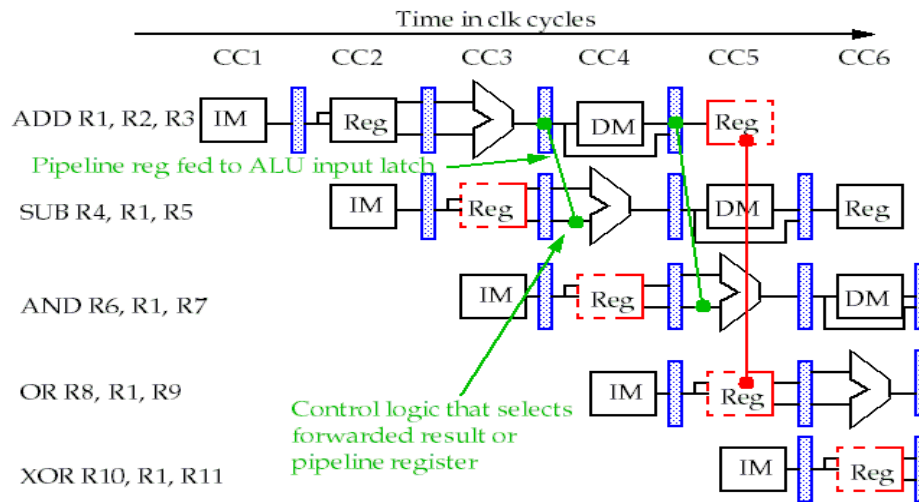 Time in clk cycles
CC1 CC2 CC3 CC4 CC5 CC6
ADD R1, R2, R3 IM Reg DM Reg
Pipeline reg fed to ALU input latch
SUB R4, R1, R5 IM Reg DM Reg
AND R6, R1, R7 IM Reg DM
OR R8, R1, R9 IM Reg
Control logic that selects
forwarded result or
pipeline register
XOR R10, R1, R11 IM Reg